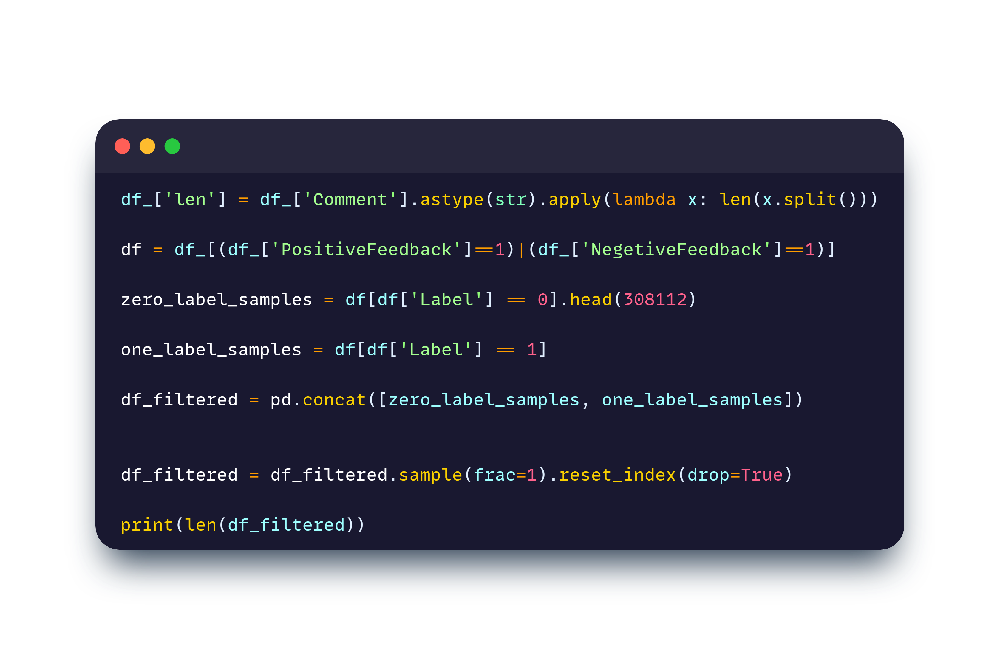 df_['len'] = df_['Comment'].astype(str).apply(lambda x: len(x.split()))
df = df_[(df_['PositiveFeedback']==1)|(df_['NegetiveFeedback']==1)]
zero_label_samples = df[df['Label'] == 0].head(308112)
one_label_samples = df[df['Label'] == 1]
df_filtered = pd.concat([zero_label_samples, one_label_samples])
df_filtered = df_filtered.sample(frac=1).reset_index(drop=True)
print(len(df_filtered))